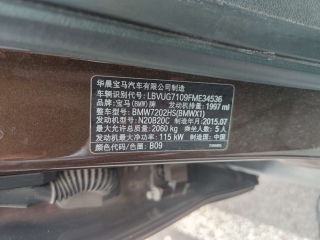 华晨宝马汽车有限公司制造
车辆识别代号: LBVUG7109FME34536
品牌: 宝马(BMW)牌 发动机排量: 1997 ml
整车型号: BMW7202HS(BMWX1)
发动机型号: N20B20C 制造年月: 2015.07
最大允许总质量: 2060 kg 乘坐人数: 5 人
发动机最大净功率: 115 kW 制造国: 中国
颜色代码/色漆: B09